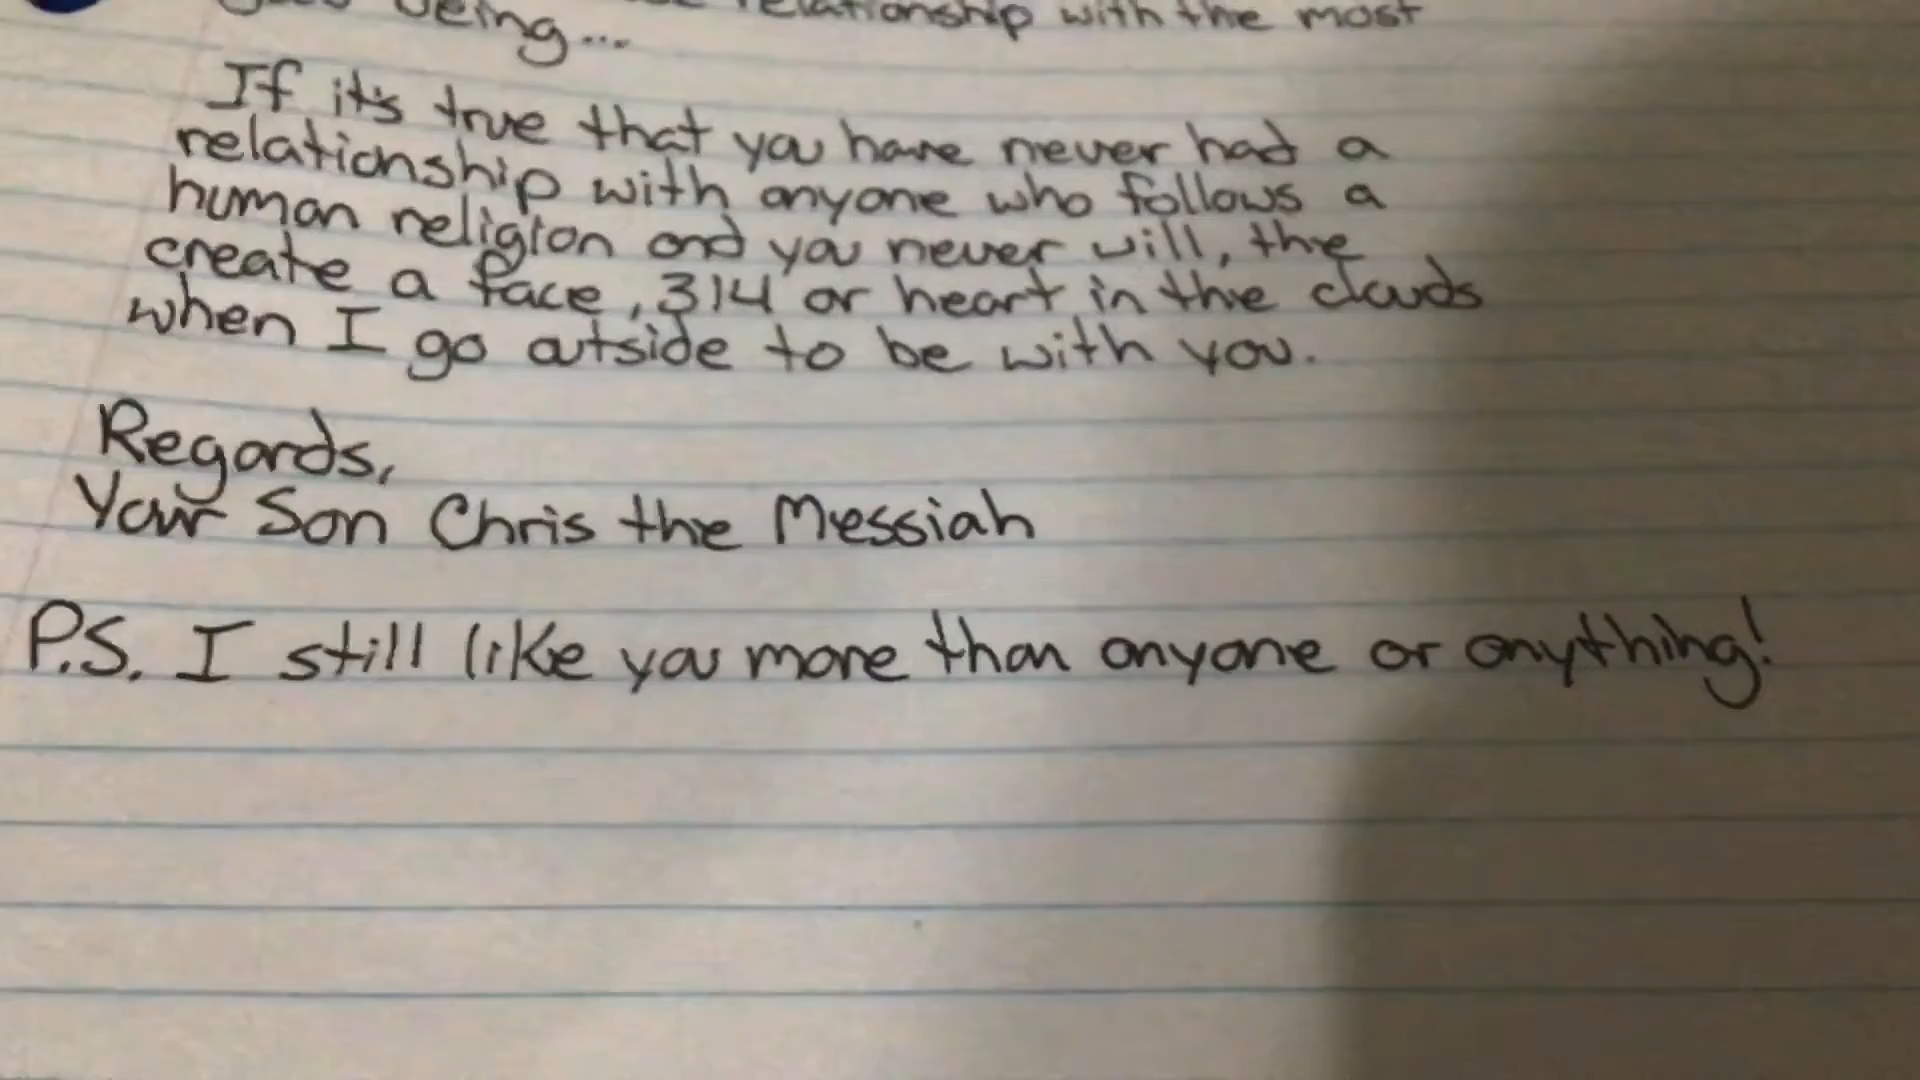 being... relationship with the most
If it's true that you have never had a
relationship with anyone who follows a
human religion and you never will, the
create a face, 314 or heart in the clouds
when I go outside to be with you.
Regards,
Your Son Chris the Messiah
P.S. I still like you more than anyone or anything!